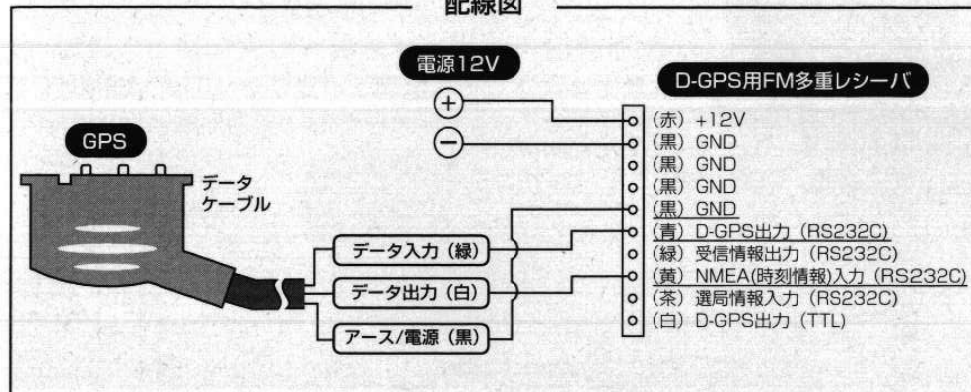 配線図
電源12V
D-GPS用FM多重レシーバ
＋
－
GPS
データ
ケーブル
(赤) +12V
(黒) GND
(黒) GND
(黒) GND
(黒) GND
(青) D-GPS出力 (RS232C)
(緑) 受信情報出力 (RS232C)
(黄) NMEA(時刻情報)入力 (RS232C)
(茶) 選局情報入力 (RS232C)
(白) D-GPS出力 (TTL)
データ入力 (緑)
データ出力 (白)
アース/電源 (黒)